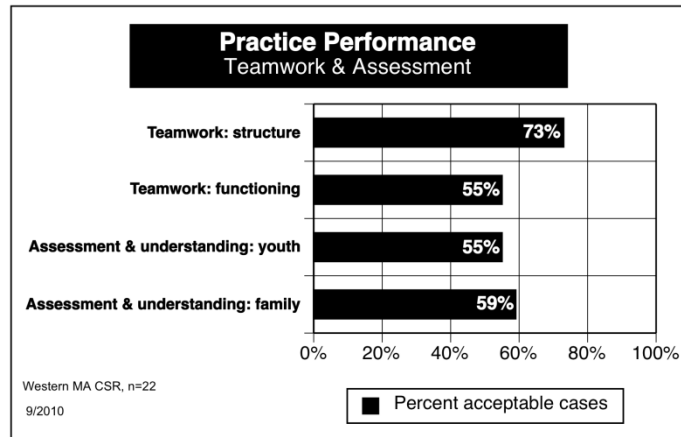 Practice Performance
Teamwork & Assessment
Teamwork: structure
73%
Teamwork: functioning
55%
Assessment & understanding: youth
55%
Assessment & understanding: family
59%
0% 20% 40% 60% 80% 100%
Western MA CSR, n=22
9/2010
Percent acceptable cases